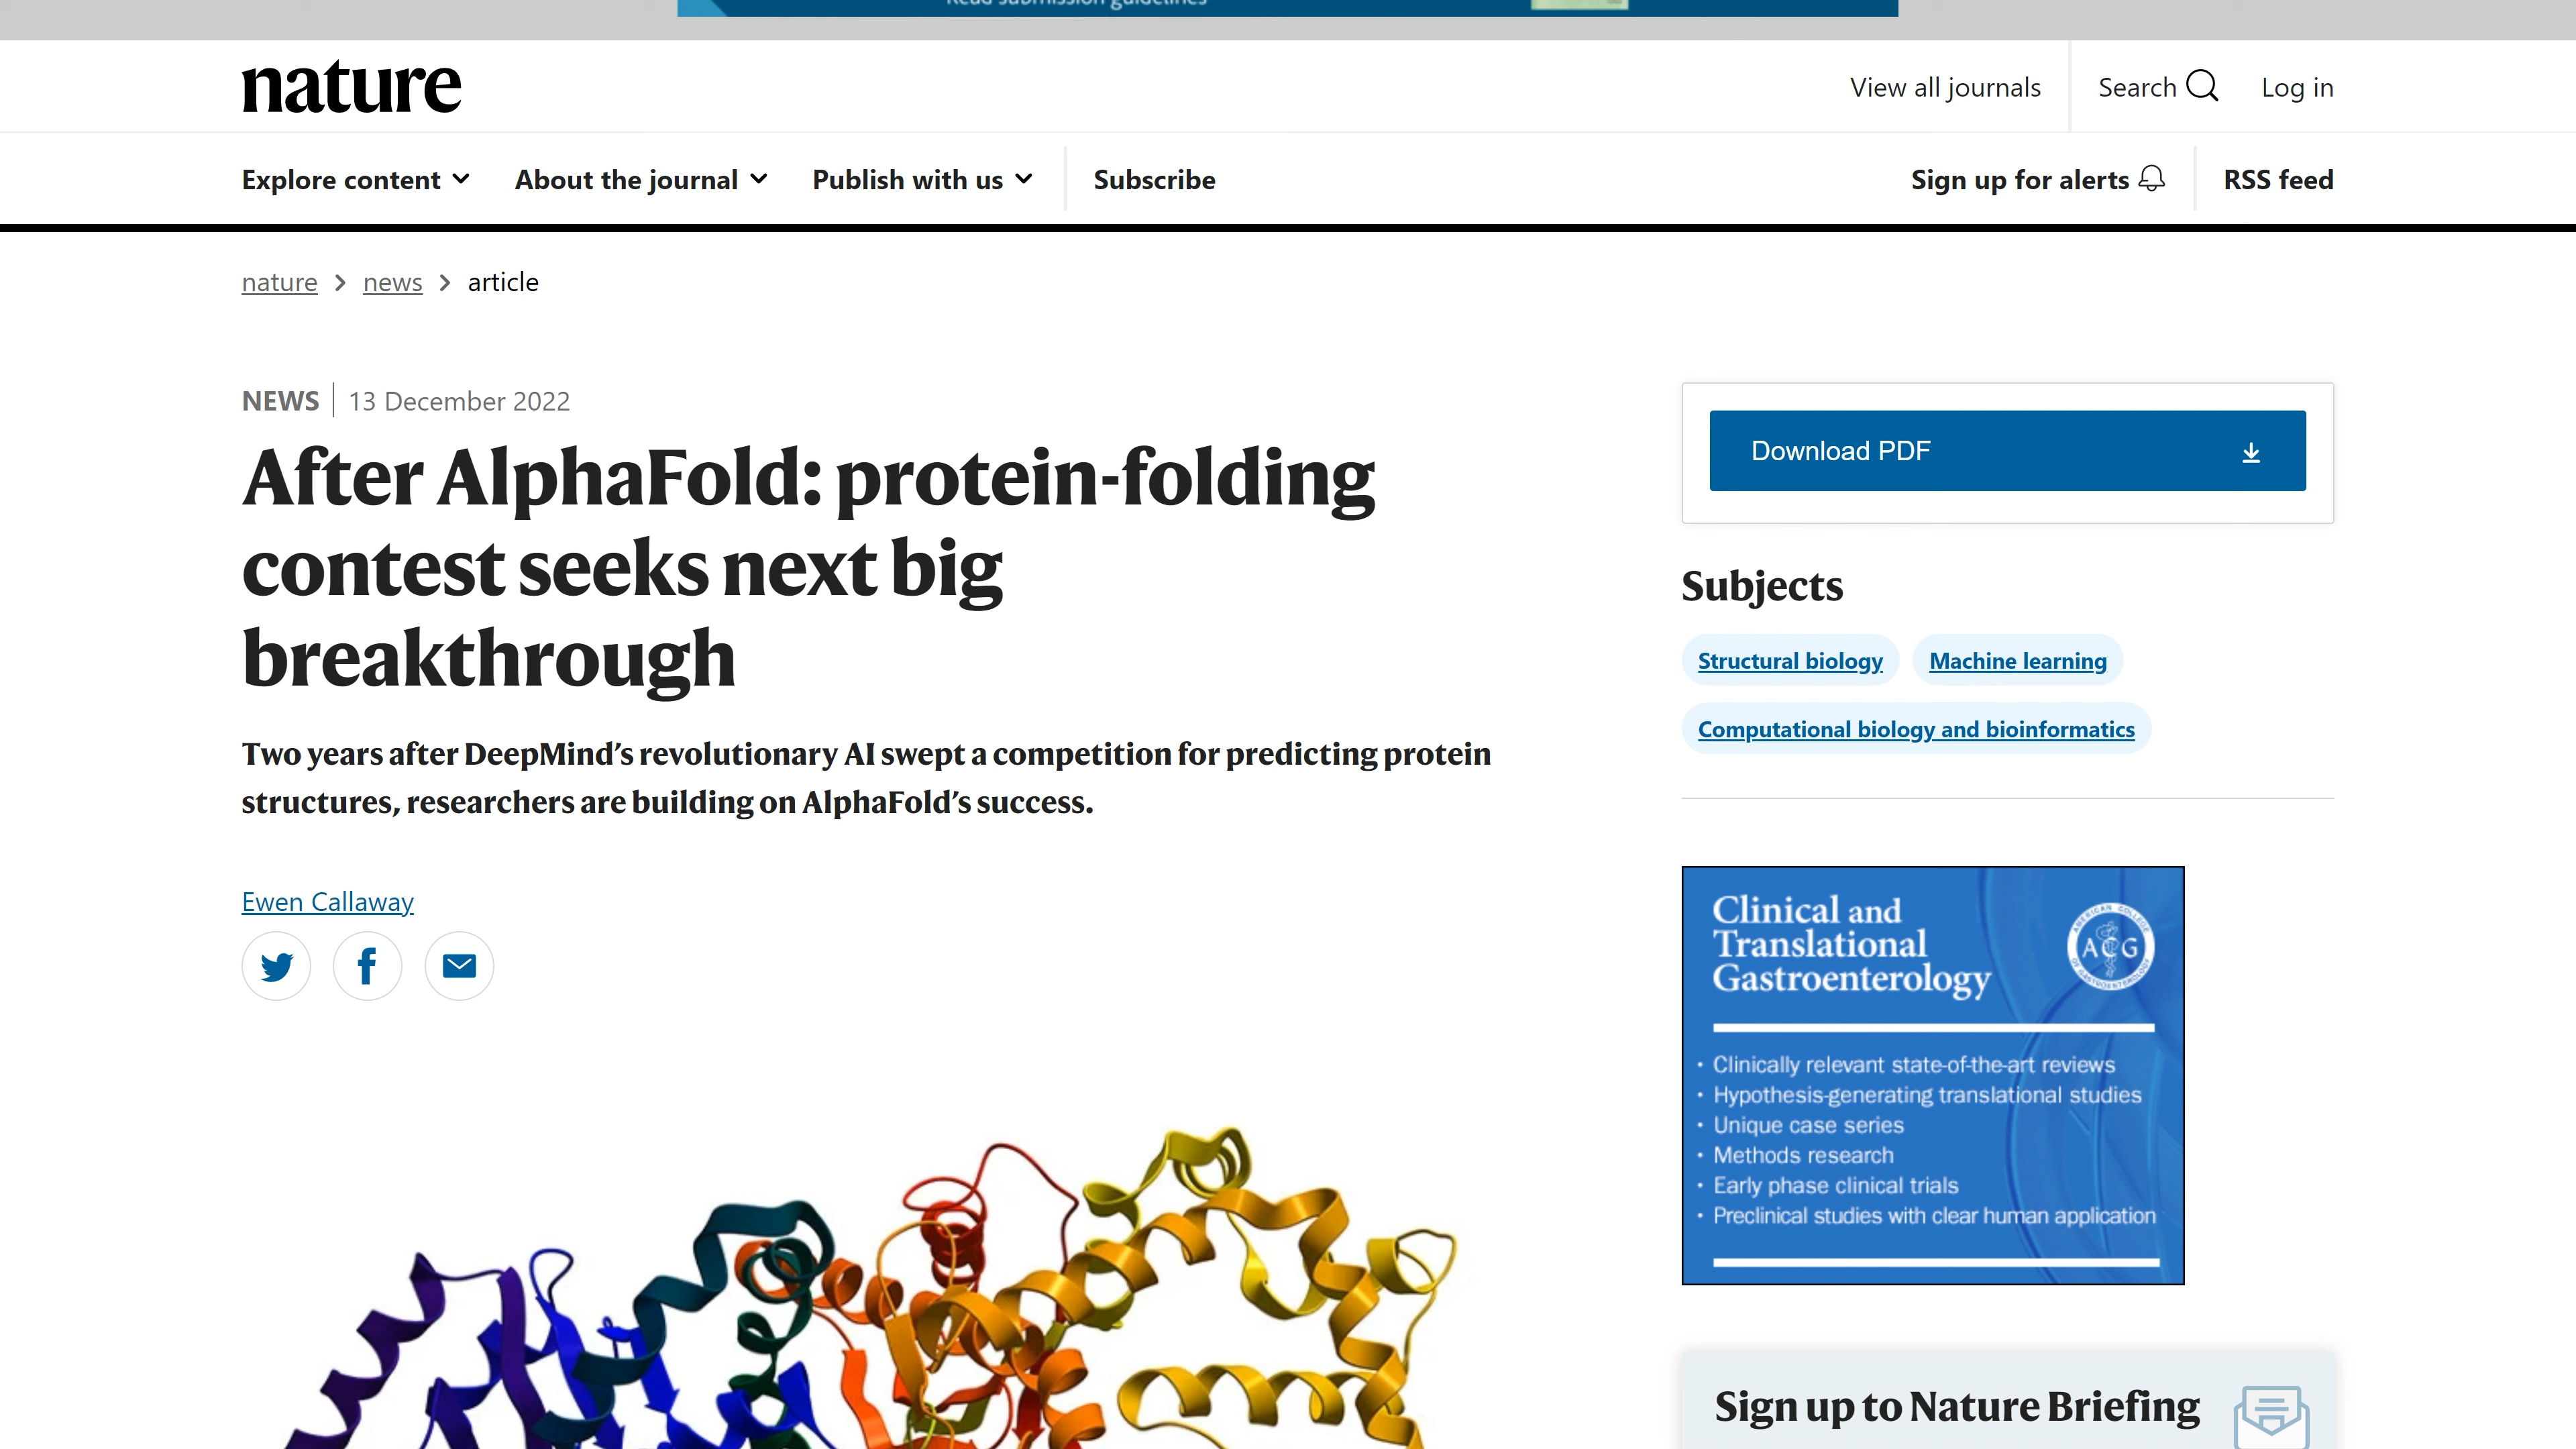 Read submission guidelines
nature
View all journals
Search
Log in
Explore content
About the journal
Publish with us
Subscribe
Sign up for alerts
RSS feed
nature > news > article
NEWS | 13 December 2022
After AlphaFold: protein-folding
contest seeks next big
breakthrough
Two years after DeepMind’s revolutionary AI swept a competition for predicting protein
structures, researchers are building on AlphaFold’s success.
Ewen Callaway
Download PDF
Subjects
Structural biology
Machine learning
Computational biology and bioinformatics
Clinical and
Translational
Gastroenterology
AMERICAN COLLEGE
OF GASTROENTEROLOGY
ACG
• Clinically relevant state-of-the-art reviews
• Hypothesis-generating translational studies
• Unique case series
• Methods research
• Early phase clinical trials
• Preclinical studies with clear human application
Sign up to Nature Briefing